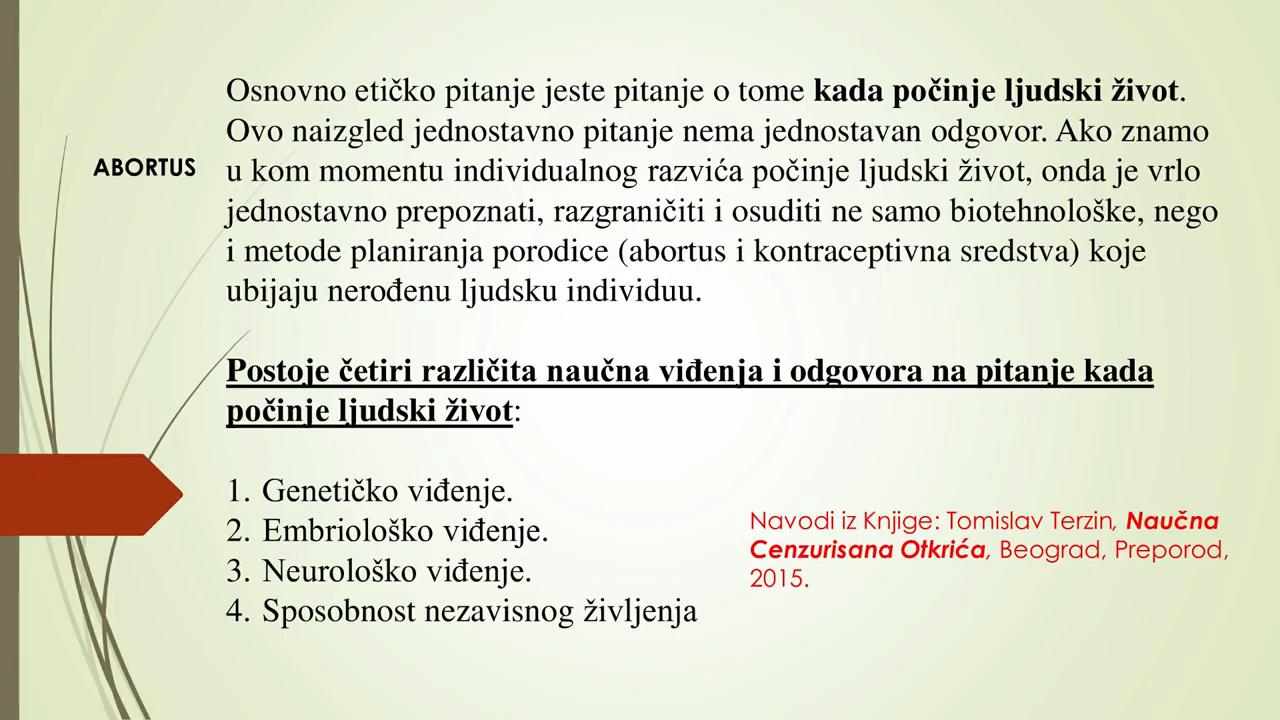 ABORTUS
Osnovno etičko pitanje jeste pitanje o tome kada počinje ljudski život.
Ovo naizgled jednostavno pitanje nema jednostavan odgovor. Ako znamo
u kom momentu individualnog razvića počinje ljudski život, onda je vrlo
jednostavno prepoznati, razgraničiti i osuditi ne samo biotehnološke, nego
i metode planiranja porodice (abortus i kontraceptivna sredstva) koje
ubijaju nerođenu ljudsku individuu.
Postoje četiri različita naučna viđenja i odgovora na pitanje kada
počinje ljudski život:
1. Genetičko viđenje.
2. Embriološko viđenje.
3. Neurološko viđenje.
4. Sposobnost nezavisnog življenja
Navodi iz Knjige: Tomislav Terzin, Naučna
Cenzurisana Otkrića, Beograd, Preporod,
2015.